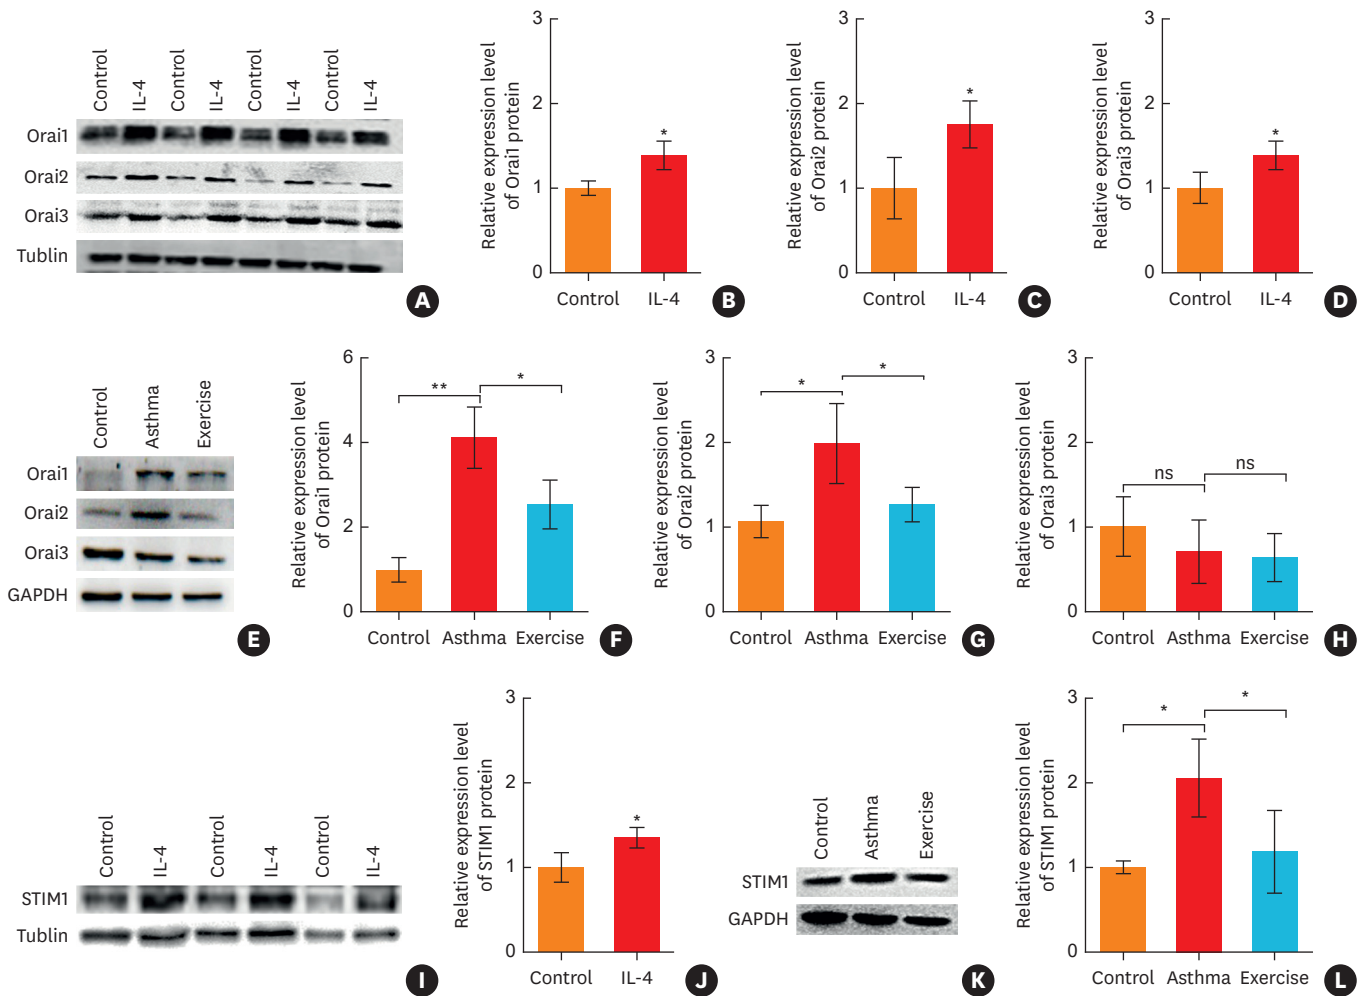 Control IL-4 Control IL-4 Control IL-4 Control IL-4
Orai1
Orai2
Orai3
Tublin
A
Relative expression level
of Orai1 protein
3
2
1
0
*
Control IL-4
B
Relative expression level
of Orai2 protein
3
2
1
0
*
Control IL-4
C
Relative expression level
of Orai3 protein
3
2
1
0
*
Control IL-4
D
Control Asthma Exercise
Orai1
Orai2
Orai3
GAPDH
E
Relative expression level
of Orai1 protein
6
4
2
0
** *
Control Asthma Exercise
F
Relative expression level
of Orai2 protein
3
2
1
0
* *
Control Asthma Exercise
G
Relative expression level
of Orai3 protein
3
2
1
0
ns ns
Control Asthma Exercise
H
Control IL-4 Control IL-4 Control IL-4
STIM1
Tublin
I
Relative expression level
of STIM1 protein
3
2
1
0
*
Control IL-4
J
Control Asthma Exercise
STIM1
GAPDH
K
Relative expression level
of STIM1 protein
3
2
1
0
* *
Control Asthma Exercise
L